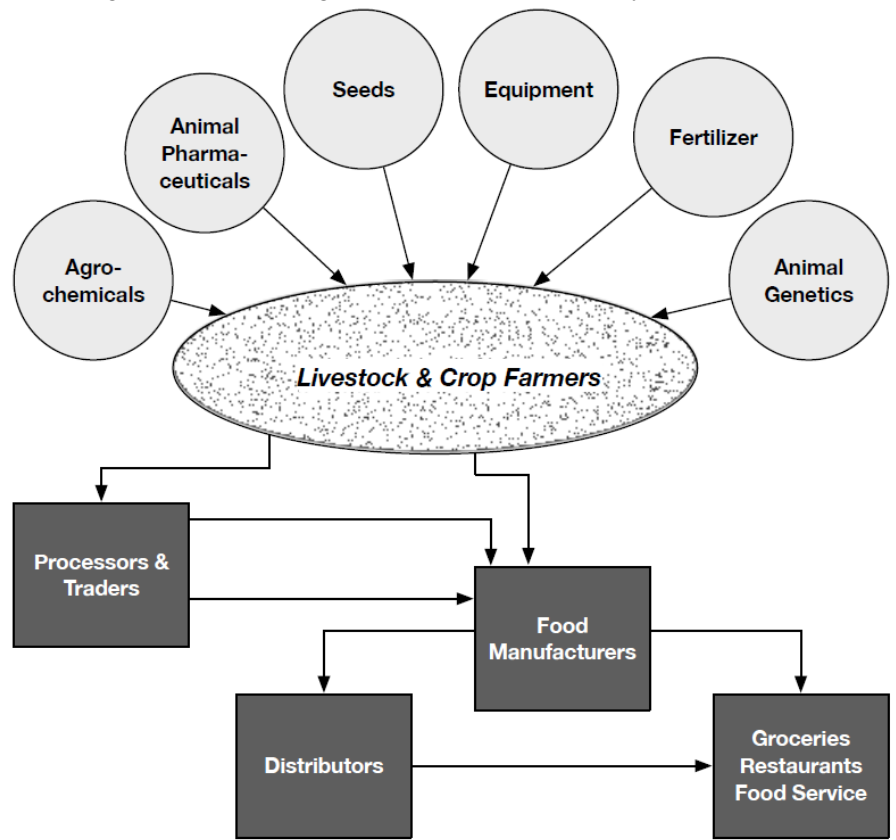 Seeds
Equipment
Animal
Pharma-
ceuticals
Fertilizer
Agro-
chemicals
Animal
Genetics
Livestock & Crop Farmers
Processors &
Traders
Food
Manufacturers
Distributors
Groceries
Restaurants
Food Service